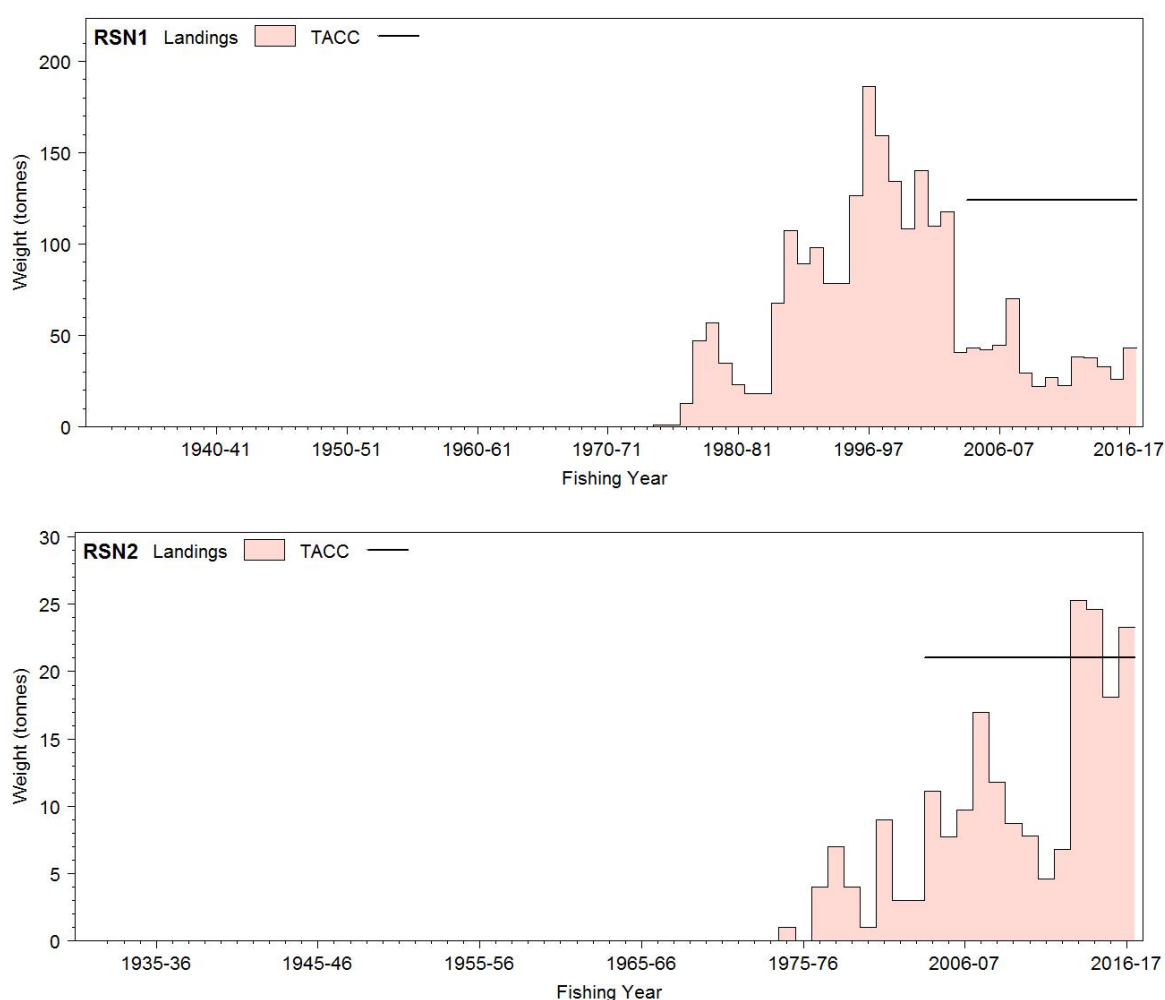 RSN1 Landings TACC
200
150
100
50
0
Weight (tonnes)
1940-41 1950-51 1960-61 1970-71 1980-81 1996-97 2006-07 2016-17
Fishing Year
RSN2 Landings TACC
30
25
20
15
10
5
0
Weight (tonnes)
1935-36 1945-46 1955-56 1965-66 1975-76 2006-07 2016-17
Fishing Year